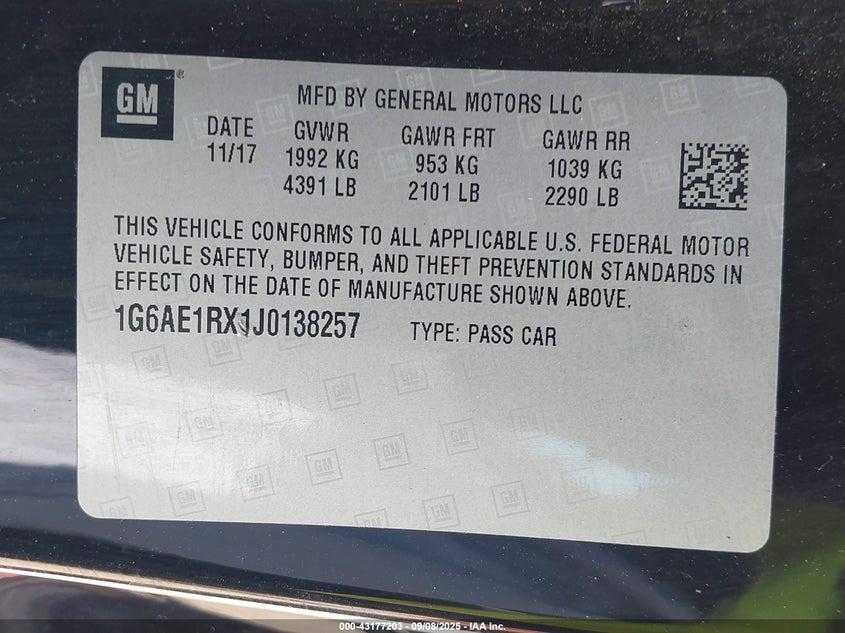 GM
MFD BY GENERAL MOTORS LLC
DATE GVWR GAWR FRT GAWR RR
11/17 1992 KG 953 KG 1039 KG
4391 LB 2101 LB 2290 LB
THIS VEHICLE CONFORMS TO ALL APPLICABLE U.S. FEDERAL MOTOR
VEHICLE SAFETY, BUMPER, AND THEFT PREVENTION STANDARDS IN
EFFECT ON THE DATE OF MANUFACTURE SHOWN ABOVE.
1G6AE1RX1J0138257 TYPE: PASS CAR
000-43177203 - 09/08/2025 - IAA Inc.